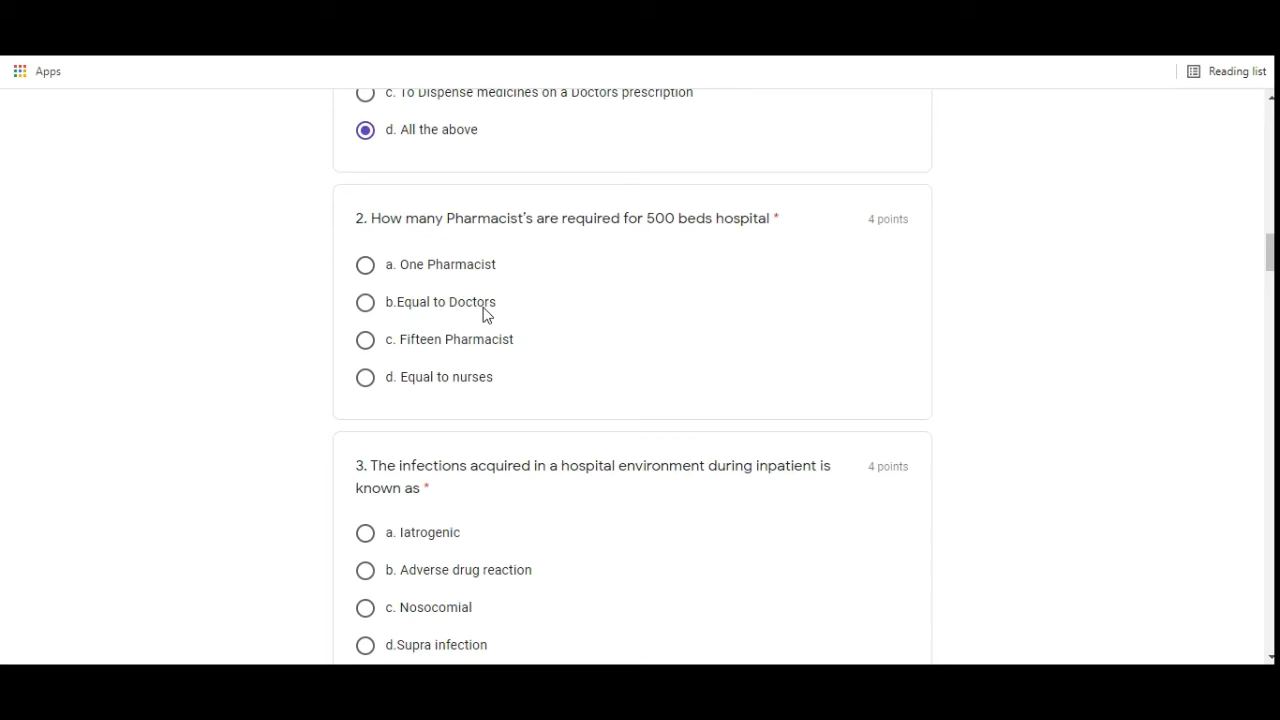 Apps
Reading list
c. To Dispense medicines on a Doctors prescription
d. All the above
2. How many Pharmacist's are required for 500 beds hospital *
4 points
a. One Pharmacist
b.Equal to Doctors
c. Fifteen Pharmacist
d. Equal to nurses
3. The infections acquired in a hospital environment during inpatient is
4 points
known as *
a. Iatrogenic
b. Adverse drug reaction
c. Nosocomial
d.Supra infection